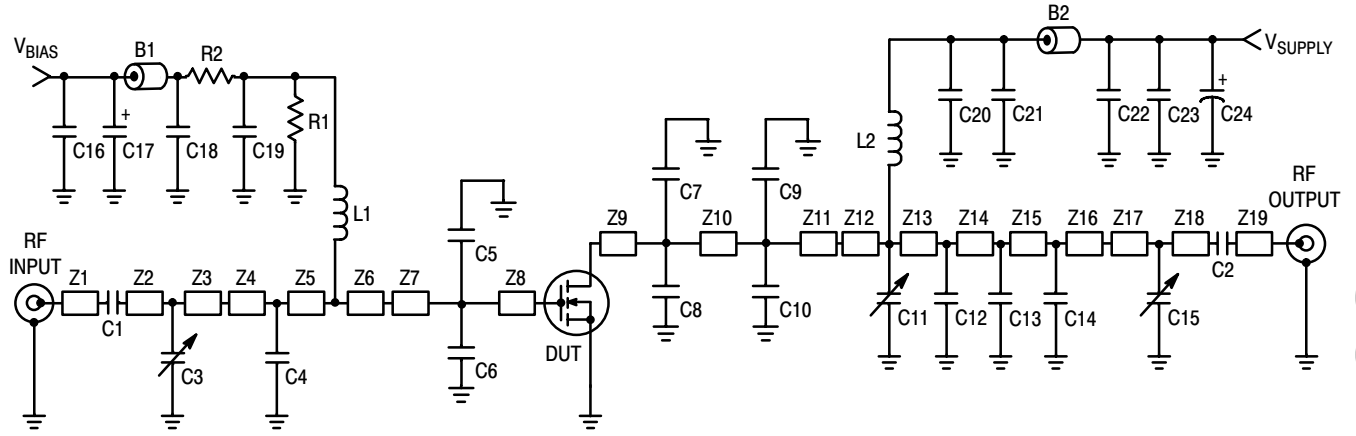 B2
V_SUPPLY
V_BIAS
B1
R2
R1
C16
+
C17
C18
C19
L1
C20
C21
C22
C23
+
C24
L2
C7
C9
C5
RF
INPUT
Z1
C1
Z2
Z3
Z4
Z5
Z6
Z7
Z8
Z9
Z10
Z11
Z12
Z13
Z14
Z15
Z16
Z17
Z18
C2
Z19
RF
OUTPUT
C3
C4
C6
DUT
C8
C10
C11
C12
C13
C14
C15